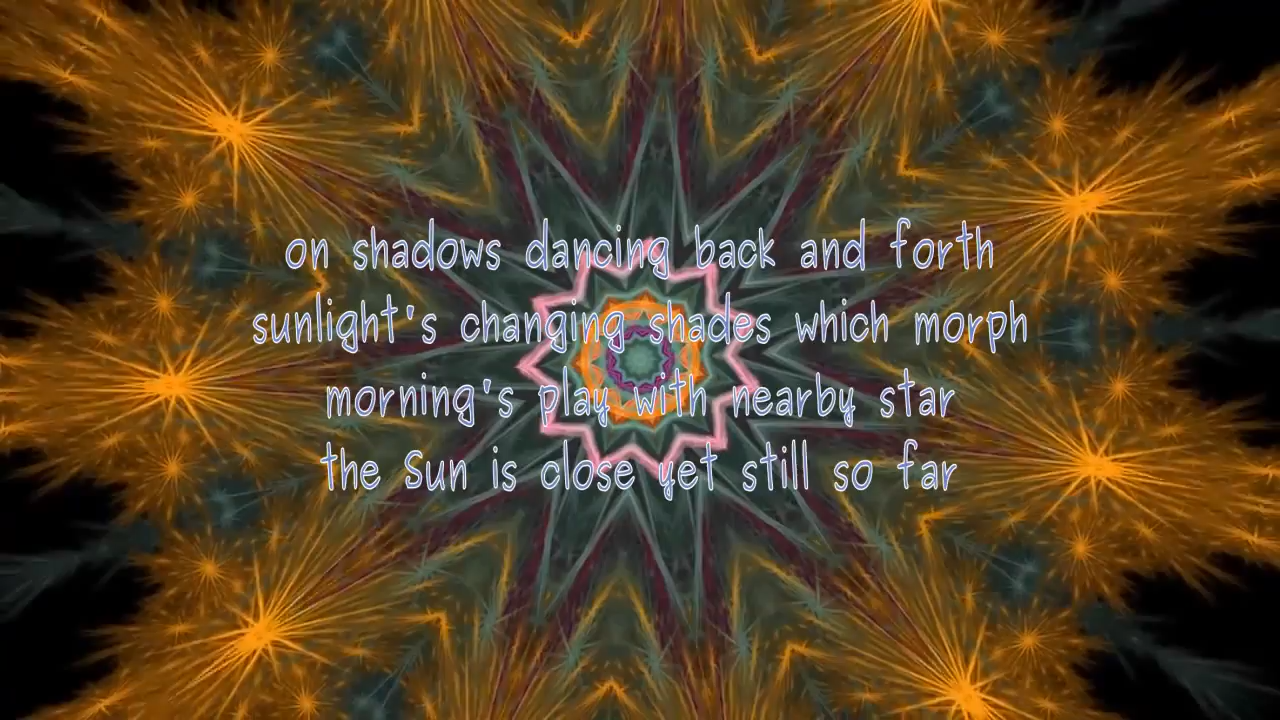 on shadows dancing back and forth
sunlight's changing shades which morph
morning's play with nearby star
the Sun is close yet still so far